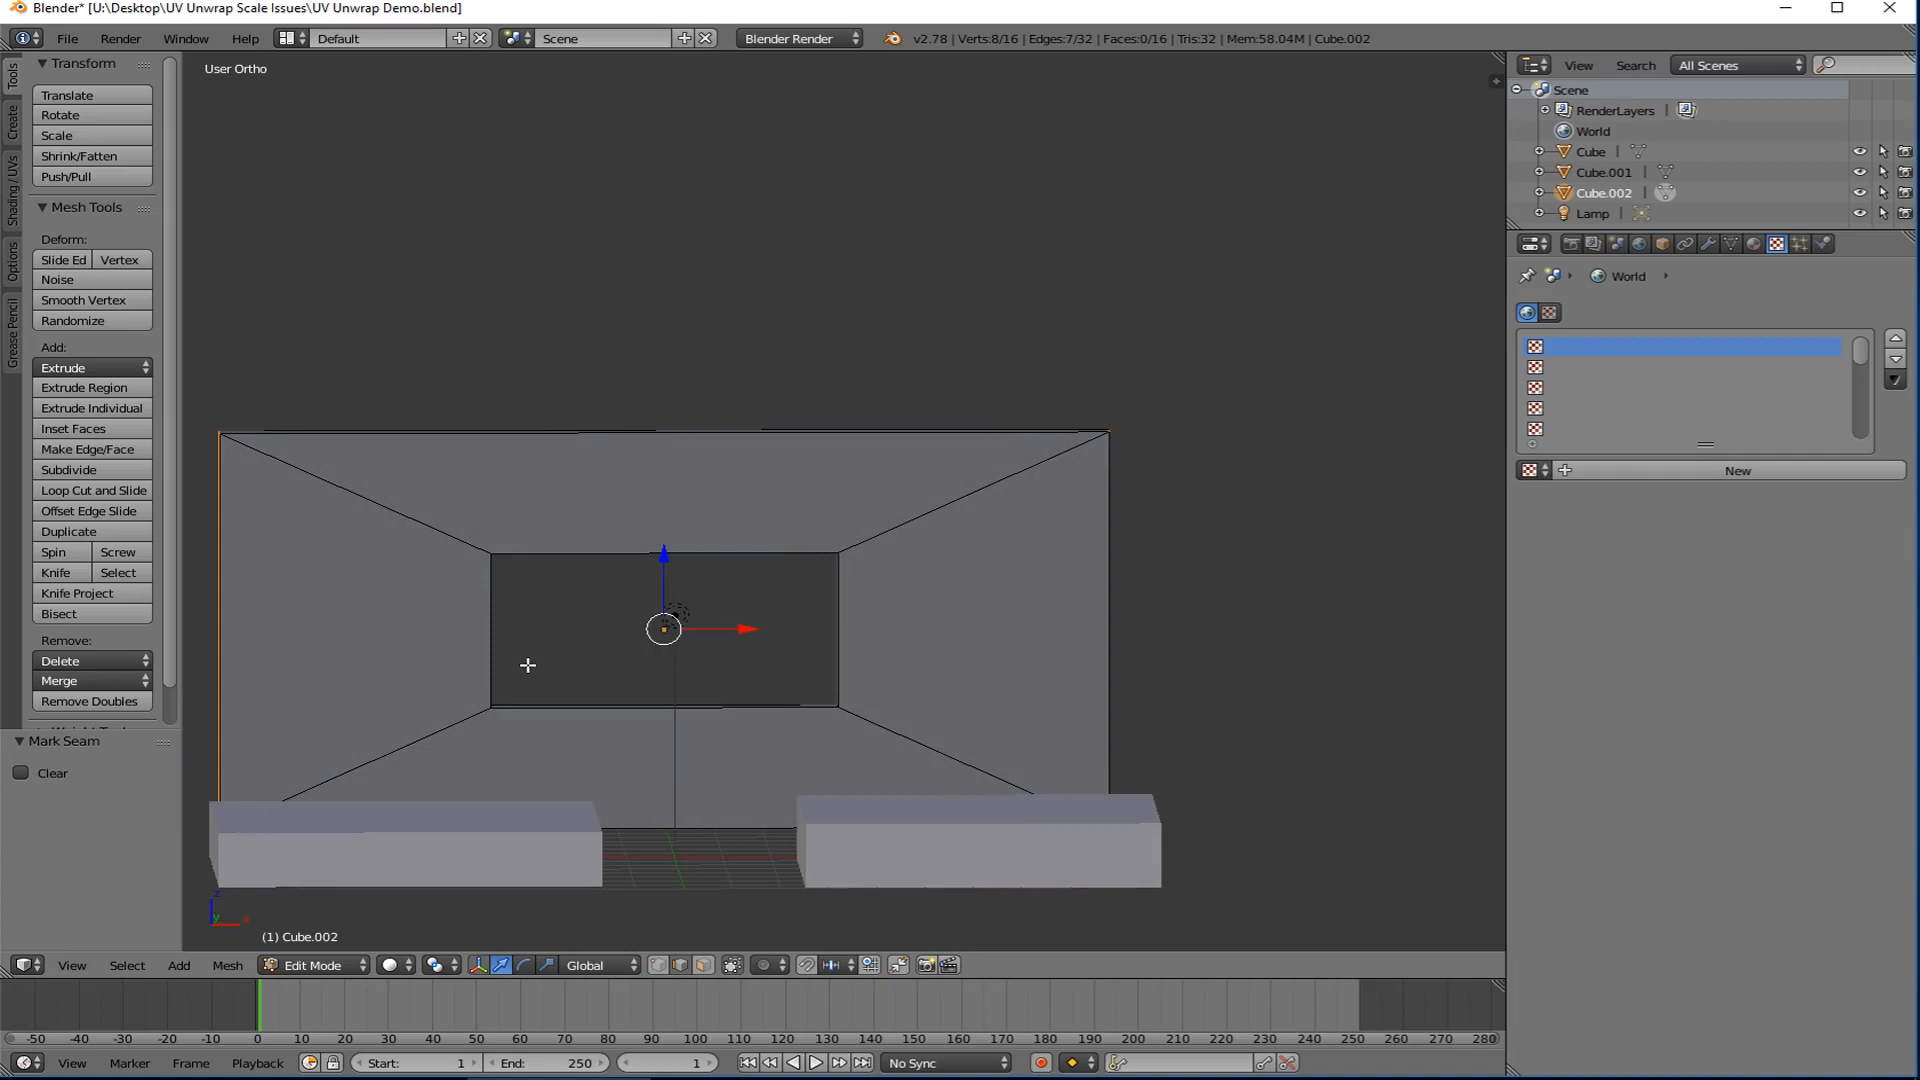 Blender* [U:\Desktop\UV Unwrap Scale Issues\UV Unwrap Demo.blend]
File Render Window Help Default Scene Blender Render v2.78 | Verts:8/16 | Edges:7/32 | Faces:0/16 | Tris:32 | Mem:58.04M | Cube.002
Tools
Create
Shading / UVs
Options
Grease Pencil
Transform
Translate
Rotate
Scale
Shrink/Fatten
Push/Pull
Mesh Tools
Deform:
Slide Ed Vertex
Noise
Smooth Vertex
Randomize
Add:
Extrude
Extrude Region
Extrude Individual
Inset Faces
Make Edge/Face
Subdivide
Loop Cut and Slide
Offset Edge Slide
Duplicate
Spin Screw
Knife Select
Knife Project
Bisect
Remove:
Delete
Merge
Remove Doubles
Mark Seam
Clear
User Ortho
z
y x
(1) Cube.002
View Search All Scenes
Scene
RenderLayers
World
Cube
Cube.001
Cube.002
Lamp
World
New
View Select Add Mesh Edit Mode Global
-50 -40 -30 -20 -10 0 10 20 30 40 50 60 70 80 90 100 110 120 130 140 150 160 170 180 190 200 210 220 230 240 250 260 270 280
View Marker Frame Playback Start: 1 End: 250 1 No Sync